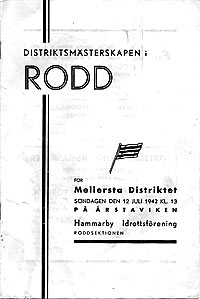 DISTRIKTSMÄSTERSKAPEN i
RODD
FÖR
Mellersta Distriktet
SÖNDAGEN DEN 12 JULI 1942 KL. 13
PÅ ÅRSTAVIKEN
Hammarby Idrottsförening
RODDSEKTIONEN